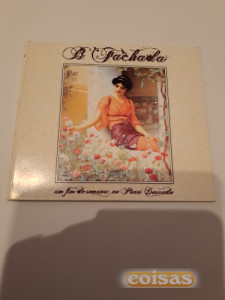 B Fachada
um fim-de-semana no Pónei Dourado
coisas